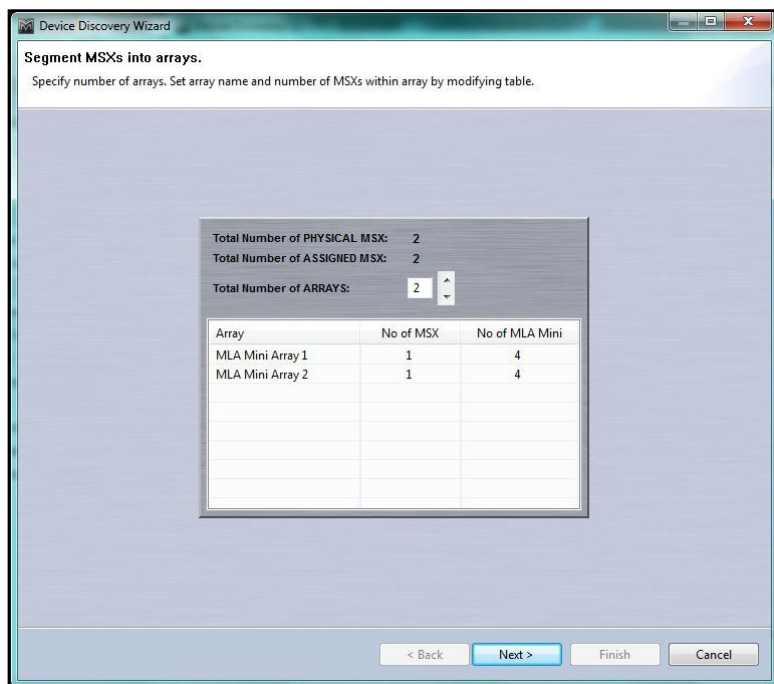 Device Discovery Wizard
Segment MSXs into arrays.
Specify number of arrays. Set array name and number of MSXs within array by modifying table.
Total Number of PHYSICAL MSX: 2
Total Number of ASSIGNED MSX: 2
Total Number of ARRAYS: 2
Array No of MSX No of MLA Mini
MLA Mini Array 1 1 4
MLA Mini Array 2 1 4
< Back Next > Finish Cancel